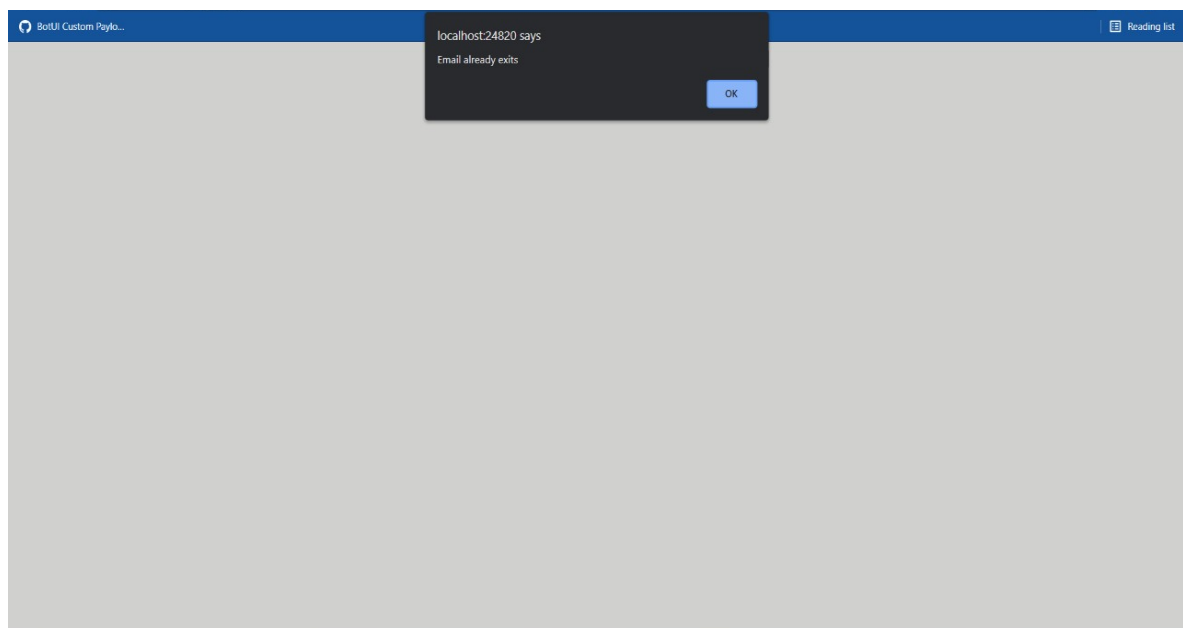 BotUI Custom Paylo...
localhost:24820 says
Email already exits
OK
Reading list